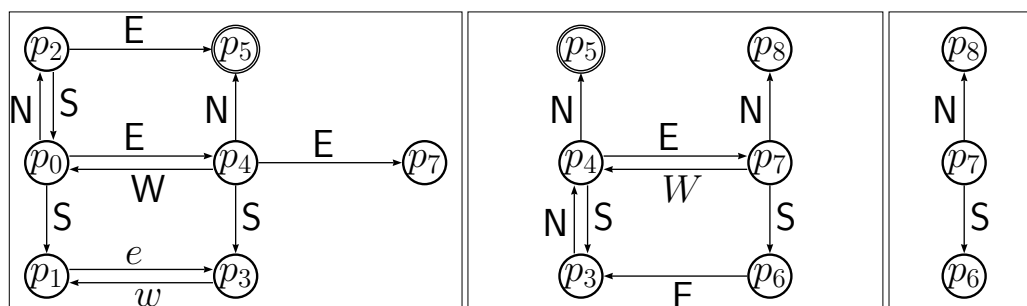 p2 E p5 p5 p8 p8
N S N N N N
p0 E W p4 E p7 p4 E W p7 p7
S S N S S S
p1 e w p3 p3 p6 p6